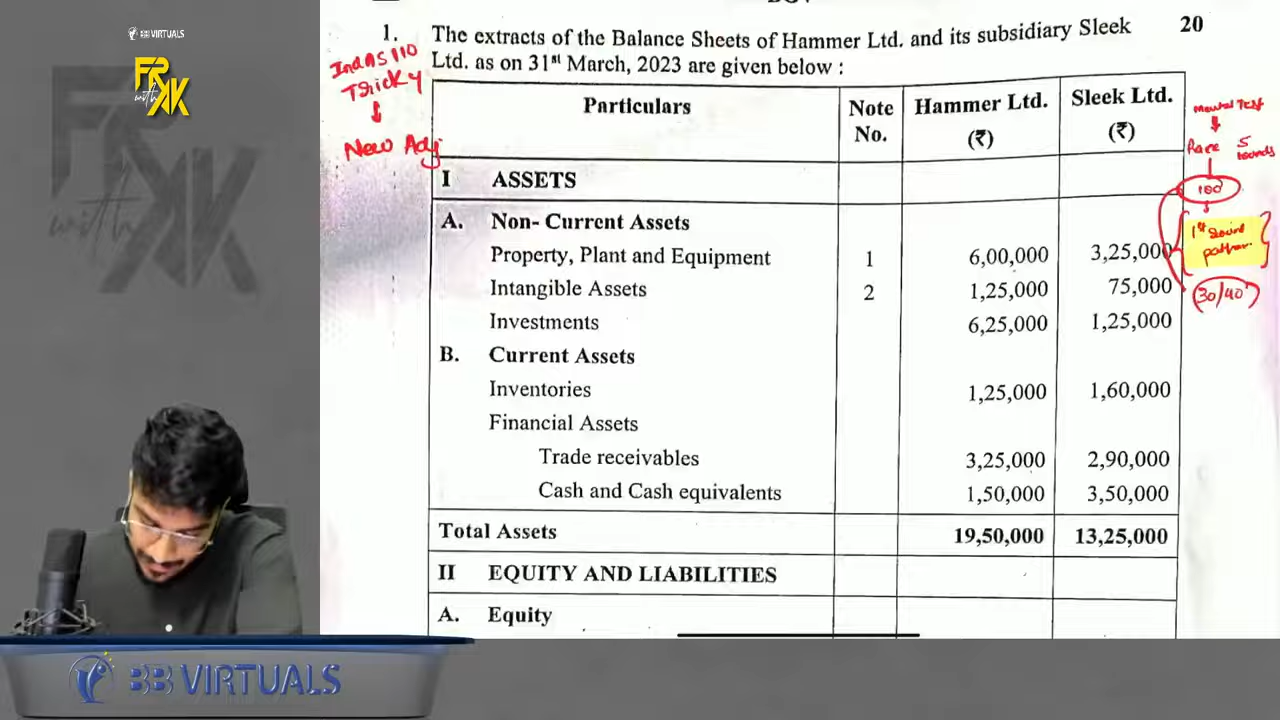 BB VIRTUALS
FR
with
KK
1. The extracts of the Balance Sheets of Hammer Ltd. and its subsidiary Sleek 20
Ltd. as on 31st March, 2023 are given below :
Ind AS 110
Tricky
New Adj
Particulars Note No. Hammer Ltd. (₹) Sleek Ltd. (₹)
I ASSETS
A. Non- Current Assets
Property, Plant and Equipment 1 6,00,000 3,25,000
Intangible Assets 2 1,25,000 75,000
Investments 6,25,000 1,25,000
B. Current Assets
Inventories 1,25,000 1,60,000
Financial Assets
Trade receivables 3,25,000 2,90,000
Cash and Cash equivalents 1,50,000 3,50,000
Total Assets 19,50,000 13,25,000
II EQUITY AND LIABILITIES
A. Equity
Race 5
rounds
100
1st
30/40
BB VIRTUALS